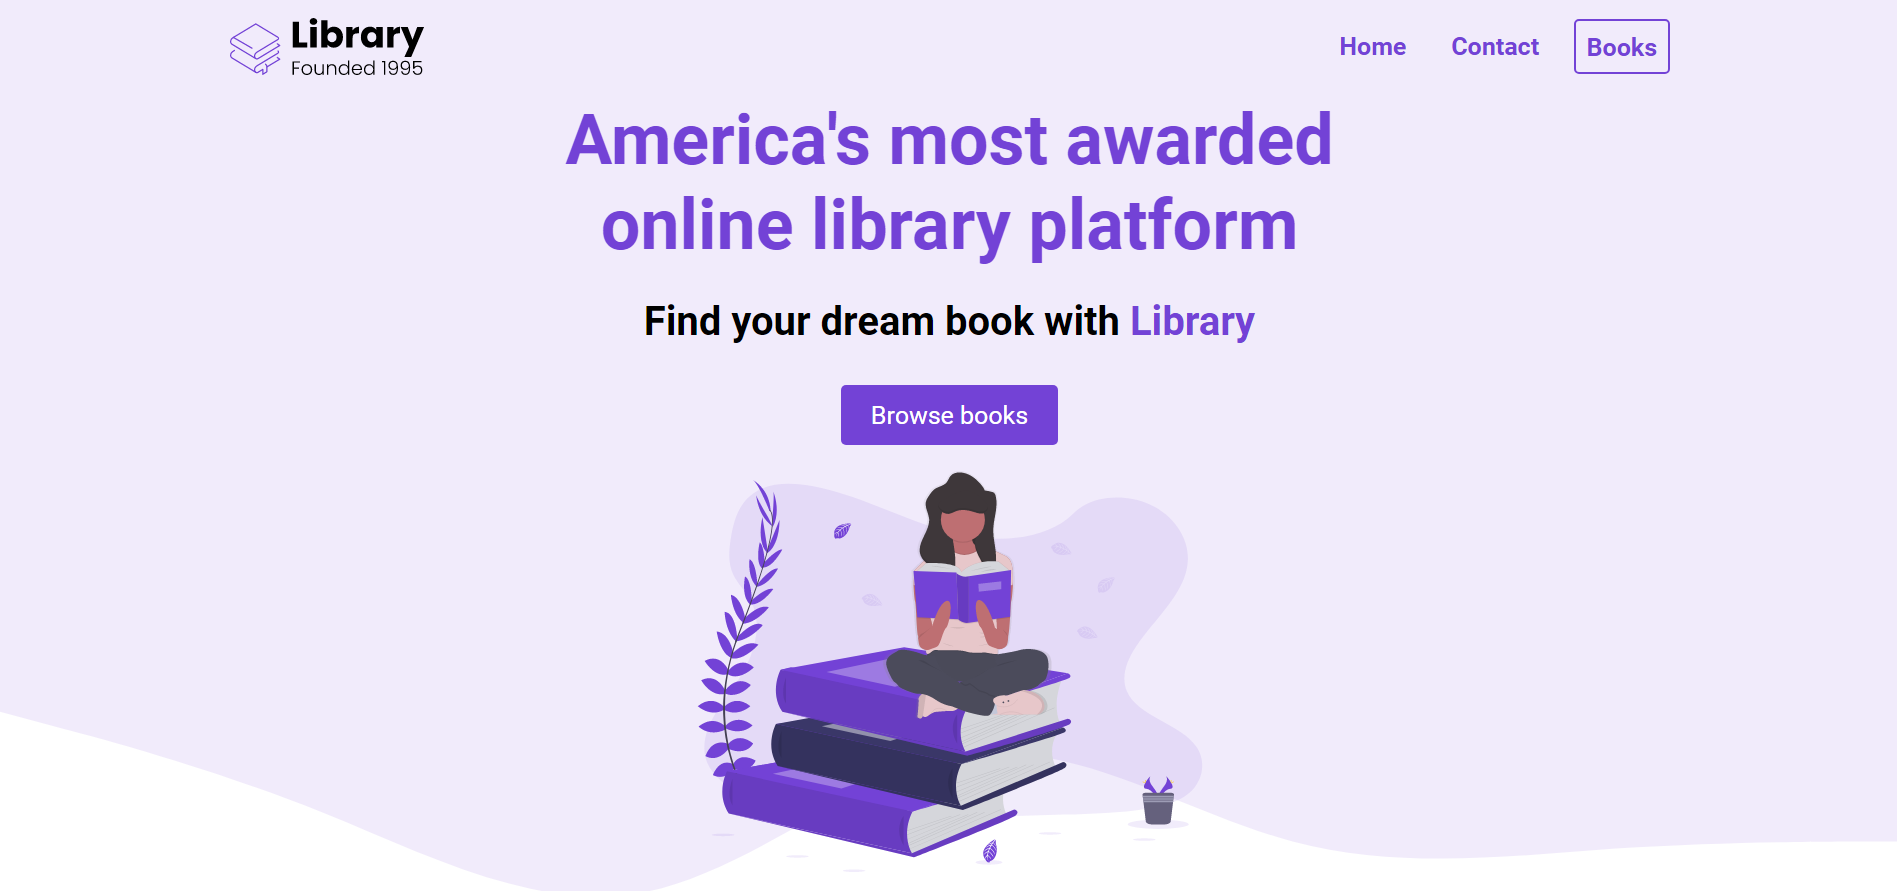 Library
Founded 1995
Home
Contact
Books
America's most awarded
online library platform
Find your dream book with Library
Browse books